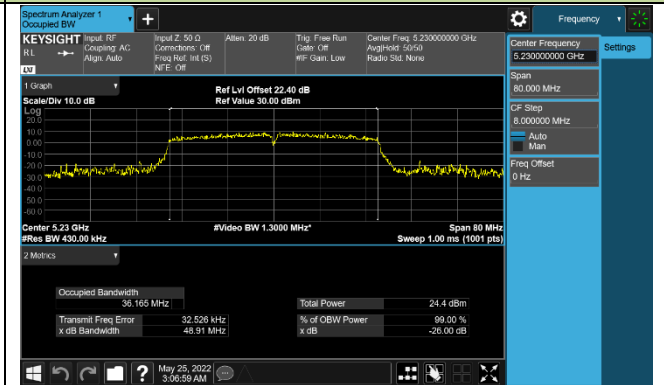 Spectrum Analyzer 1
Occupied BW
+
Frequency
KEYSIGHT
RL
LXI
Input: RF
Coupling: AC
Align: Auto
Input Z: 50 Ω
Corrections: Off
Freq Ref: Int (S)
NFE: Off
Atten: 20 dB
Trig: Free Run
Gate: Off
#IF Gain: Low
Center Freq: 5.230000000 GHz
Avg|Hold: 50/50
Radio Std: None
Center Frequency
5.230000000 GHz
Settings
Span
80.000 MHz
CF Step
8.000000 MHz
Auto
Man
Freq Offset
0 Hz
1 Graph
Scale/Div 10.0 dB
Ref Lvl Offset 22.40 dB
Ref Value 30.00 dBm
Log
20.0
10.0
0.00
-10.0
-20.0
-30.0
-40.0
-50.0
-60.0
Center 5.23 GHz
#Video BW 1.3000 MHz*
Span 80 MHz
#Res BW 430.00 kHz
Sweep 1.00 ms (1001 pts)
2 Metrics
Occupied Bandwidth
36.165 MHz
Total Power 24.4 dBm
Transmit Freq Error 32.526 kHz
% of OBW Power 99.00 %
x dB Bandwidth 48.91 MHz
x dB -26.00 dB
?
May 25, 2022
3:06:59 AM